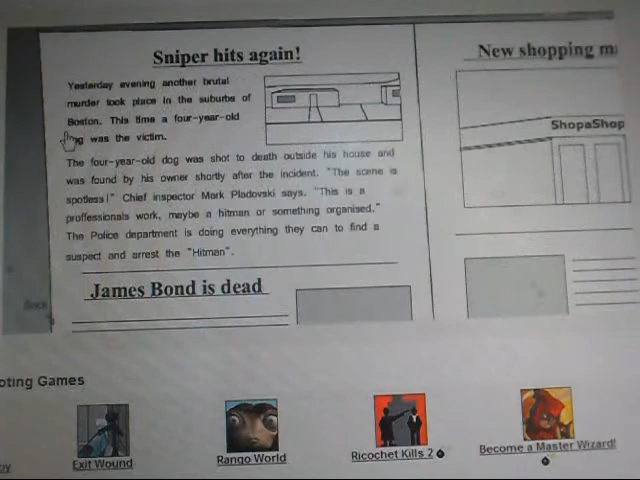 Sniper hits again!
Yesterday evening another brutal
murder took place in the suburbs of
Boston. This time a four-year-old
was the victim.
The four-year-old dog was shot to death outside his house and
was found by his owner shortly after the incident. "The scene is
spotless!" Chief inspector Mark Pladovski says. "This is a
proffessionals work, maybe a hitman or something organised."
The Police department is doing everything they can to find a
suspect and arrest the "Hitman".
James Bond is dead
New shopping
ShopaShop
Back
oting Games
Exit Wound
Rango World
Ricochet Kills 2
Become a Master Wizard!